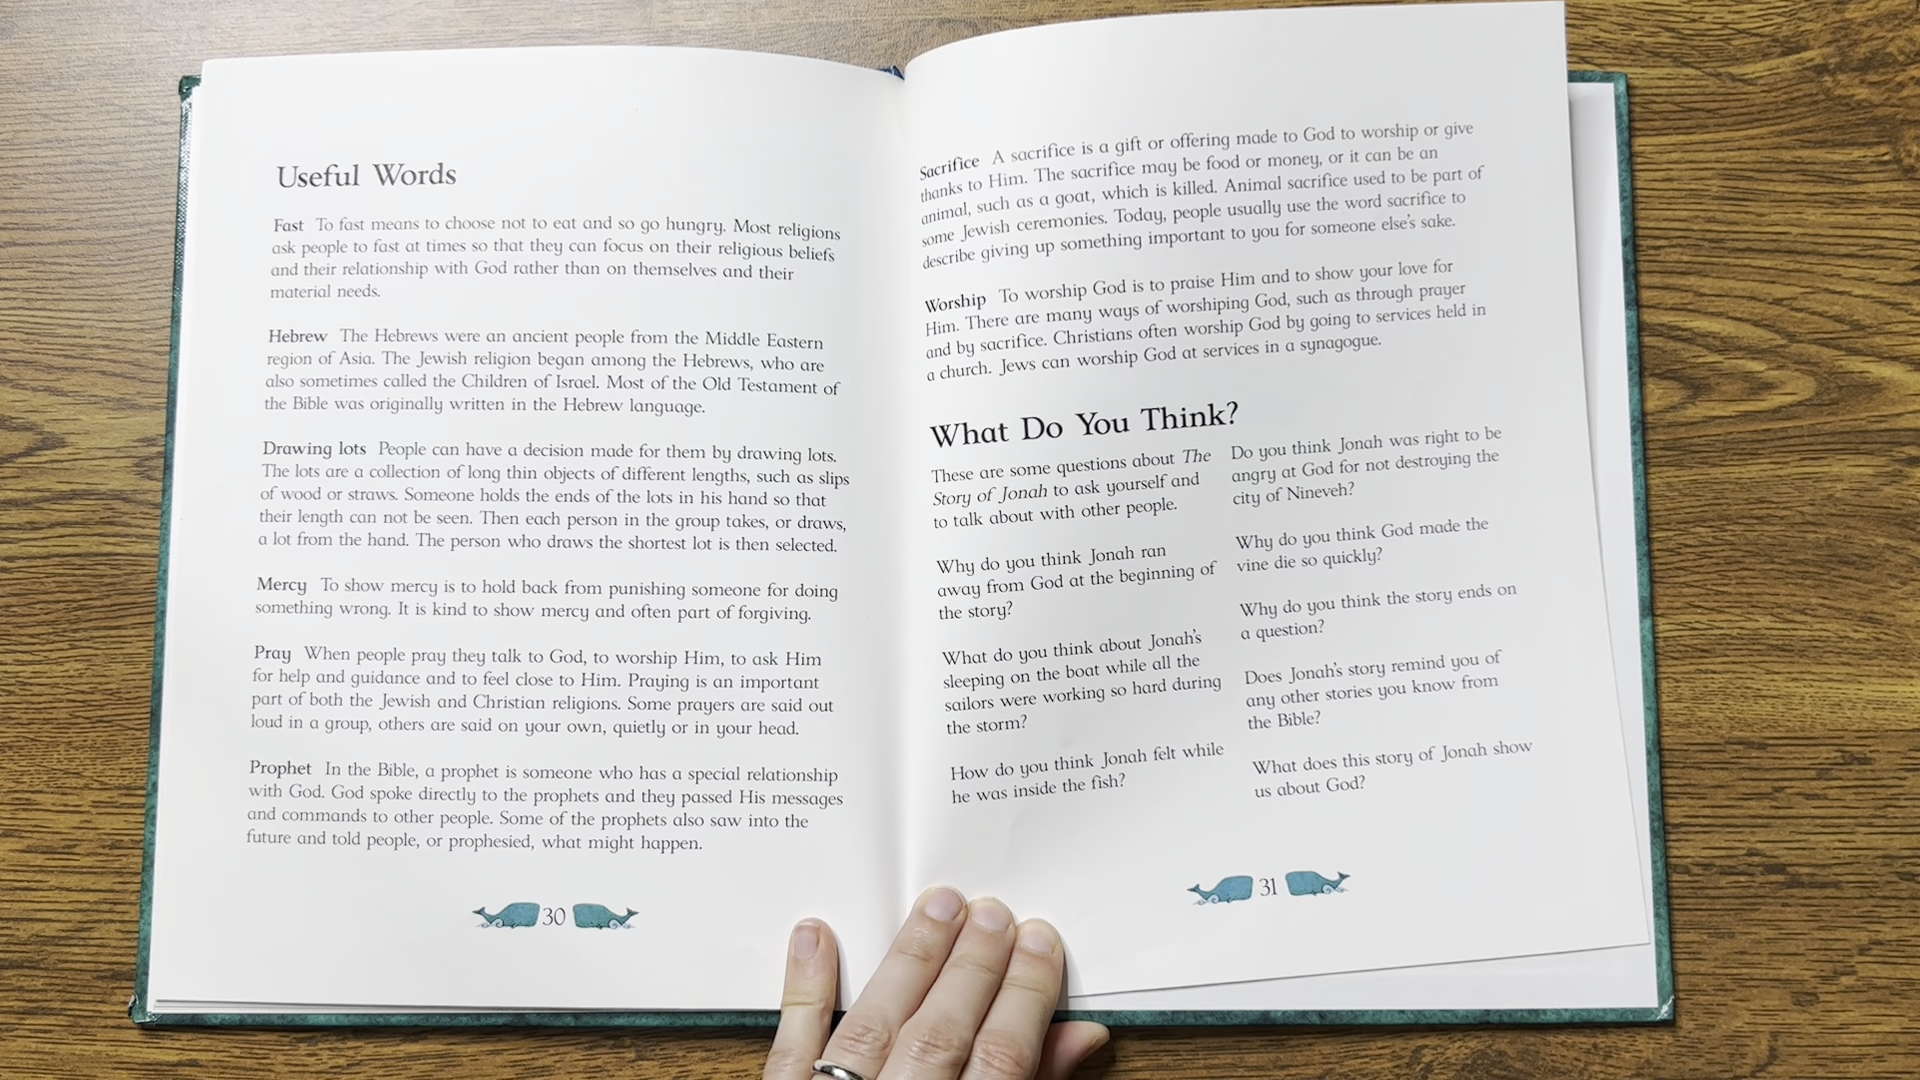 Useful Words
Fast To fast means to choose not to eat and so go hungry. Most religions
ask people to fast at times so that they can focus on their religious beliefs
and their relationship with God rather than on themselves and their
material needs.
Hebrew The Hebrews were an ancient people from the Middle Eastern
region of Asia. The Jewish religion began among the Hebrews, who are
also sometimes called the Children of Israel. Most of the Old Testament of
the Bible was originally written in the Hebrew language.
Drawing lots People can have a decision made for them by drawing lots.
The lots are a collection of long thin objects of different lengths, such as slips
of wood or straws. Someone holds the ends of the lots in his hand so that
their length can not be seen. Then each person in the group takes, or draws,
a lot from the hand. The person who draws the shortest lot is then selected.
Mercy To show mercy is to hold back from punishing someone for doing
something wrong. It is kind to show mercy and often part of forgiving.
Pray When people pray they talk to God, to worship Him, to ask Him
for help and guidance and to feel close to Him. Praying is an important
part of both the Jewish and Christian religions. Some prayers are said out
loud in a group, others are said on your own, quietly or in your head.
Prophet In the Bible, a prophet is someone who has a special relationship
with God. God spoke directly to the prophets and they passed His messages
and commands to other people. Some of the prophets also saw into the
future and told people, or prophesied, what might happen.
30
Sacrifice A sacrifice is a gift or offering made to God to worship or give
thanks to Him. The sacrifice may be food or money, or it can be an
animal, such as a goat, which is killed. Animal sacrifice used to be part of
some Jewish ceremonies. Today, people usually use the word sacrifice to
describe giving up something important to you for someone else's sake.
Worship To worship God is to praise Him and to show your love for
Him. There are many ways of worshiping God, such as through prayer
and by sacrifice. Christians often worship God by going to services held in
a church. Jews can worship God at services in a synagogue.
What Do You Think?
These are some questions about The
Story of Jonah to ask yourself and
to talk about with other people.
Why do you think Jonah ran
away from God at the beginning of
the story?
What do you think about Jonah's
sleeping on the boat while all the
sailors were working so hard during
the storm?
How do you think Jonah felt while
he was inside the fish?
Do you think Jonah was right to be
angry at God for not destroying the
city of Nineveh?
Why do you think God made the
vine die so quickly?
Why do you think the story ends on
a question?
Does Jonah's story remind you of
any other stories you know from
the Bible?
What does this story of Jonah show
us about God?
31